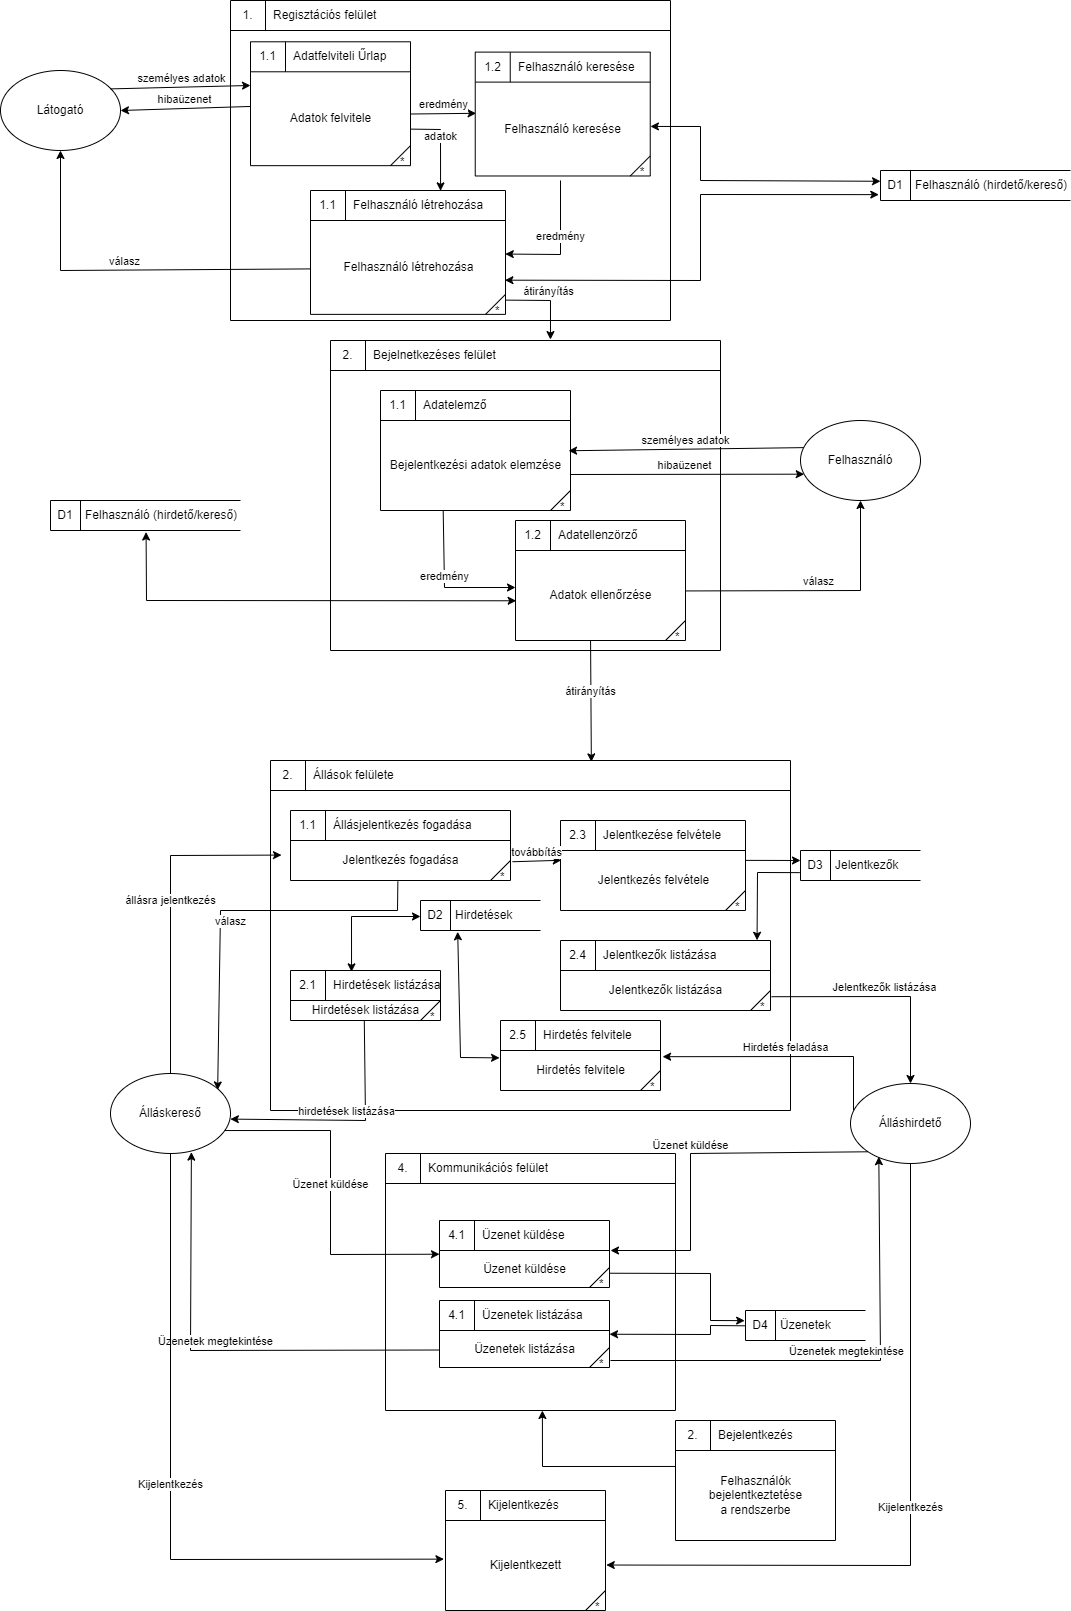 1. Regisztációs felület
1.1 Adatfelviteli Űrlap
Adatok felvitele
*
1.2 Felhasználó keresése
Felhasználó keresése
*
személyes adatok
hibaüzenet
Látogató
eredmény
adatok
D1 Felhasználó (hirdető/kereső)
1.1 Felhasználó létrehozása
Felhasználó létrehozása
*
eredmény
válasz
átirányítás
2. Bejelnetkezéses felület
1.1 Adatelemző
Bejelentkezési adatok elemzése
*
személyes adatok
hibaüzenet
Felhasználó
D1 Felhasználó (hirdető/kereső)
1.2 Adatellenzörző
Adatok ellenőrzése
*
eredmény
válasz
átirányítás
2. Állások felülete
1.1 Állásjelentkezés fogadása
Jelentkezés fogadása
*
továbbítás
2.3 Jelentkezése felvétele
Jelentkezés felvétele
*
D3 Jelentkezők
állásra jelentkezés
válasz
D2 Hirdetések
2.4 Jelentkezők listázása
Jelentkezők listázása
*
2.1 Hirdetések listázása
Hirdetések listázása
*
Jelentkezők listázása
2.5 Hirdetés felvitele
Hirdetés felvitele
*
Hirdetés feladása
Álláskereső
hirdetések listázása
Álláshirdető
Üzenet küldése
4. Kommunikációs felület
Üzenet küldése
4.1 Üzenet küldése
Üzenet küldése
*
4.1 Üzenetek listázása
Üzenetek listázása
*
D4 Üzenetek
Üzenetek megtekintése
Üzenetek megtekintése
2. Bejelentkezés
Felhasználók
bejelentkeztetése
a rendszerbe
Kijelentkezés
5. Kijelentkezés
Kijelentkezett
*
Kijelentkezés